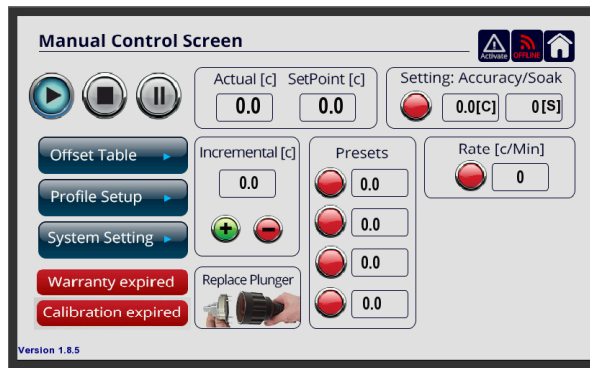 Manual Control Screen
Activate
OFFLINE
Actual [c] SetPoint [c]
0.0 0.0
Setting: Accuracy/Soak
0.0[C] 0[S]
Offset Table
Profile Setup
System Setting
Incremental [c]
0.0
Presets
0.0
0.0
0.0
0.0
Rate [c/Min]
0
Warranty expired
Calibration expired
Replace Plunger
Version 1.8.5